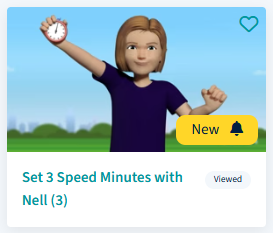 New
Set 3 Speed Minutes with
Viewed
Nell (3)